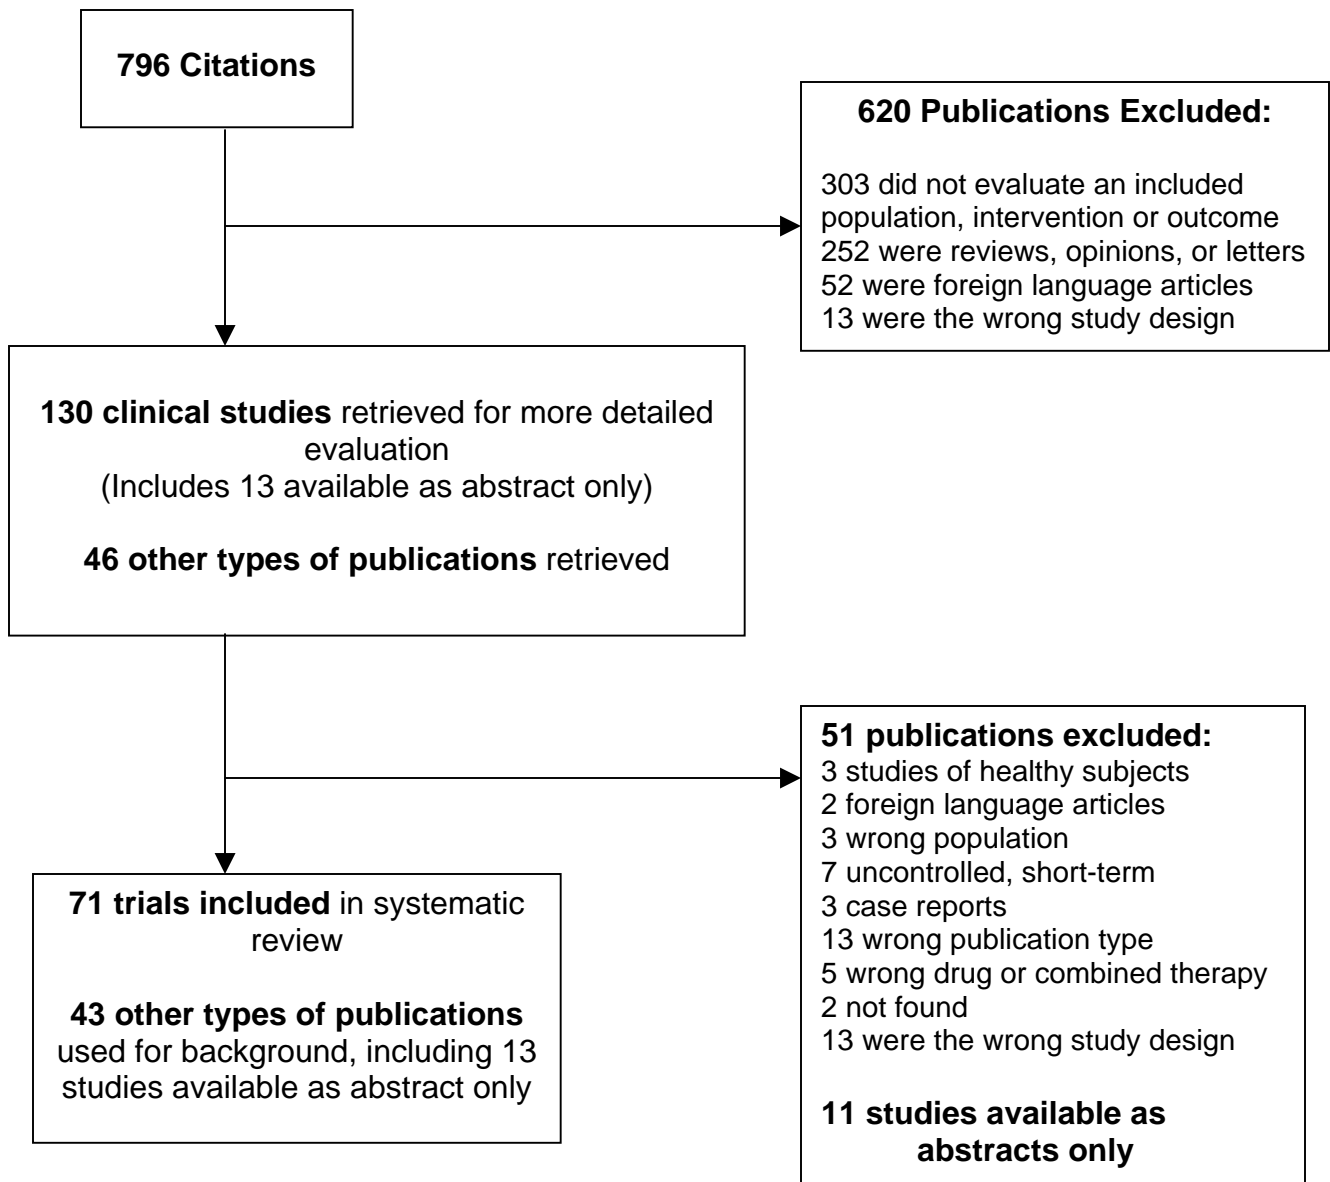 796 Citations
620 Publications Excluded:
303 did not evaluate an included
population, intervention or outcome
252 were reviews, opinions, or letters
52 were foreign language articles
13 were the wrong study design
130 clinical studies retrieved for more detailed
evaluation
(Includes 13 available as abstract only)
46 other types of publications retrieved
51 publications excluded:
3 studies of healthy subjects
2 foreign language articles
3 wrong population
7 uncontrolled, short-term
3 case reports
13 wrong publication type
5 wrong drug or combined therapy
2 not found
13 were the wrong study design
11 studies available as
abstracts only
71 trials included in systematic
review
43 other types of publications
used for background, including 13
studies available as abstract only